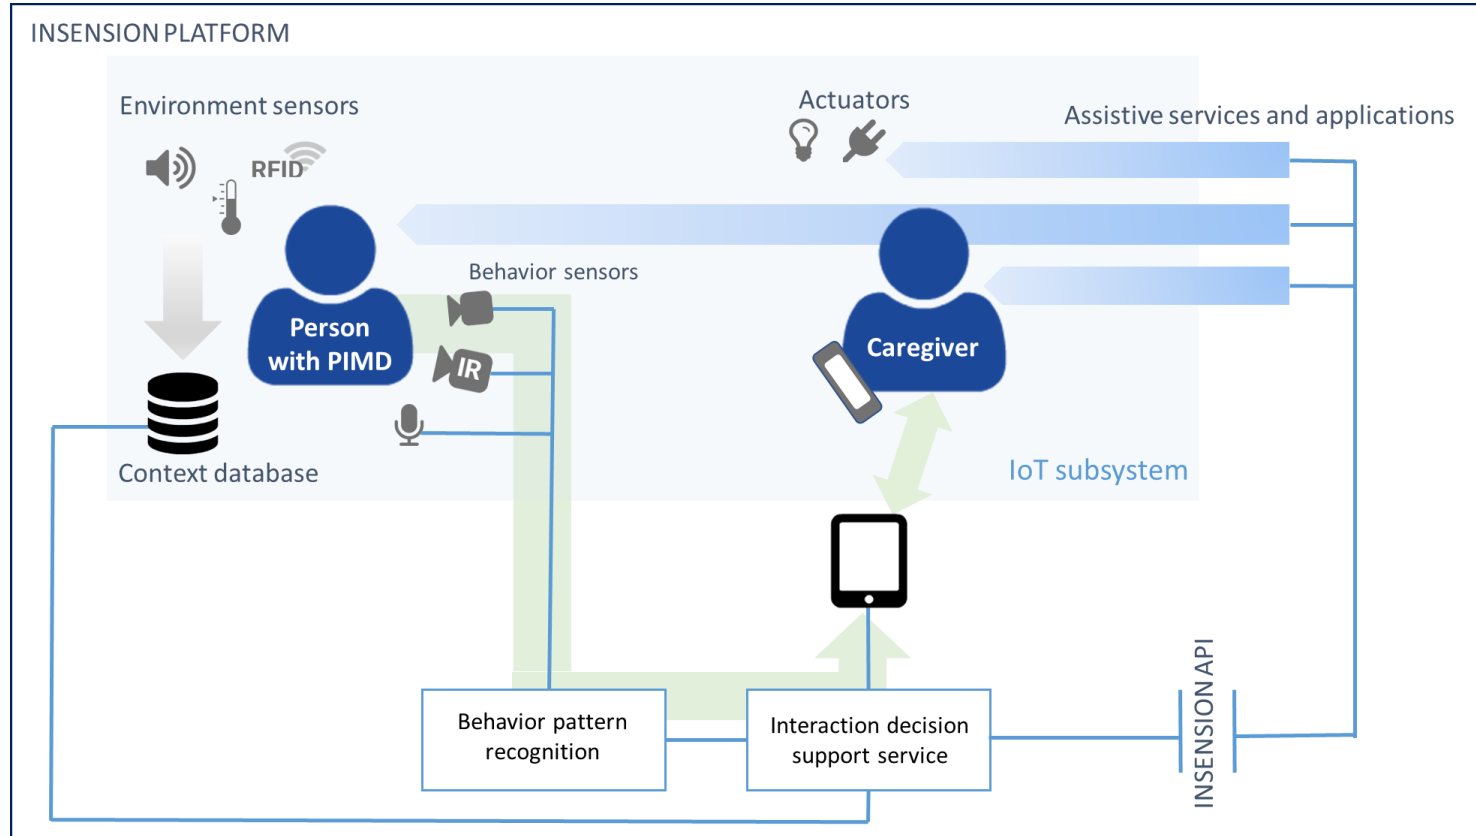 INSENSION PLATFORM
Environment sensors
RFID
Actuators
Assistive services and applications
Behavior sensors
Person
with PIMD
IR
Caregiver
Context database
IoT subsystem
Behavior pattern
recognition
Interaction decision
support service
INSENSION API